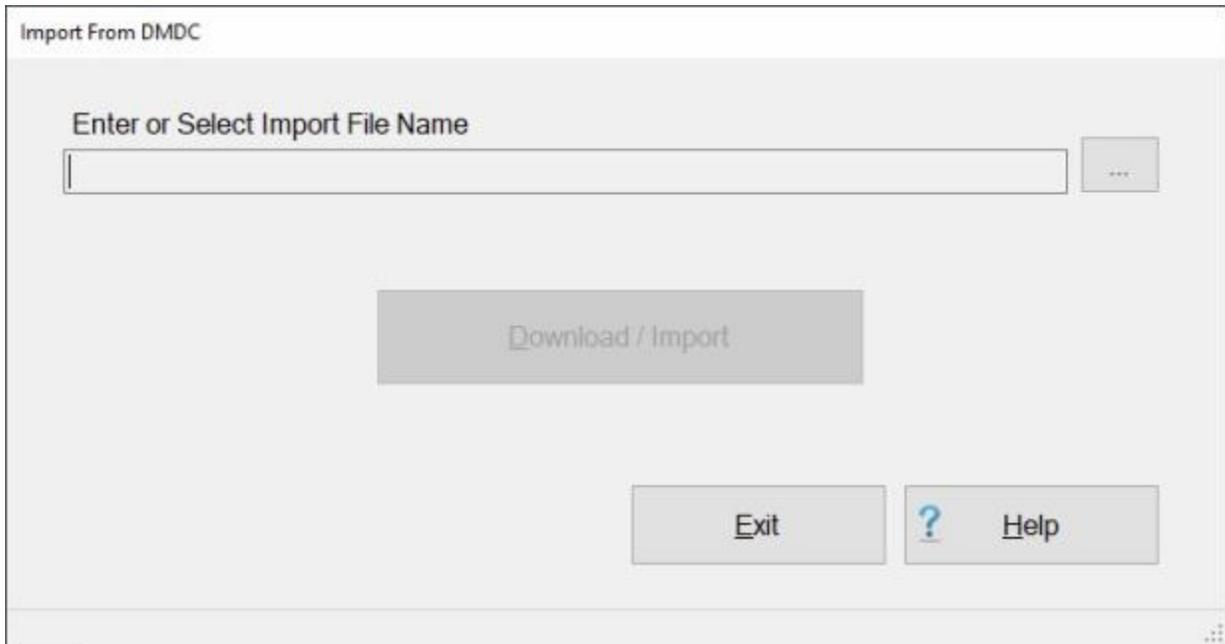 Import From DMDC
Enter or Select Import File Name
...
Download / Import
Exit
? Help